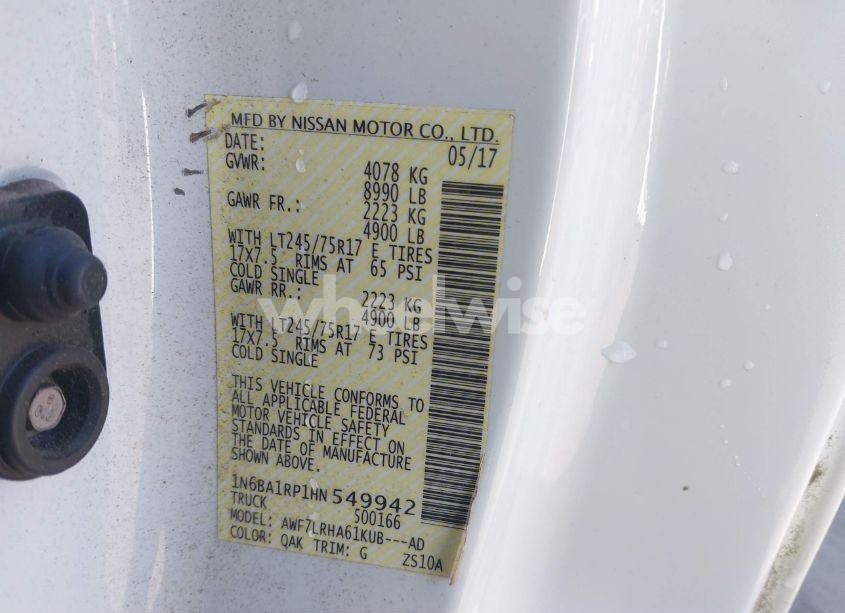 MFD BY NISSAN MOTOR CO., LTD.
DATE: 05/17
GVWR: 4078 KG
8990 LB
GAWR FR.: 2223 KG
4900 LB
WITH LT245/75R17 E TIRES
17X7.5 RIMS AT 65 PSI
COLD SINGLE
GAWR RR.: 2223 KG
4900 LB
WITH LT245/75R17 E TIRES
17X7.5 RIMS AT 73 PSI
COLD SINGLE
THIS VEHICLE CONFORMS TO
ALL APPLICABLE FEDERAL
MOTOR VEHICLE SAFETY
STANDARDS IN EFFECT ON
THE DATE OF MANUFACTURE
SHOWN ABOVE.
1N6BA1RP1HN549942
TRUCK 500166
MODEL: AWF7LRHA61KUB---AD
COLOR: QAK TRIM: G ZS10A
wheelwise